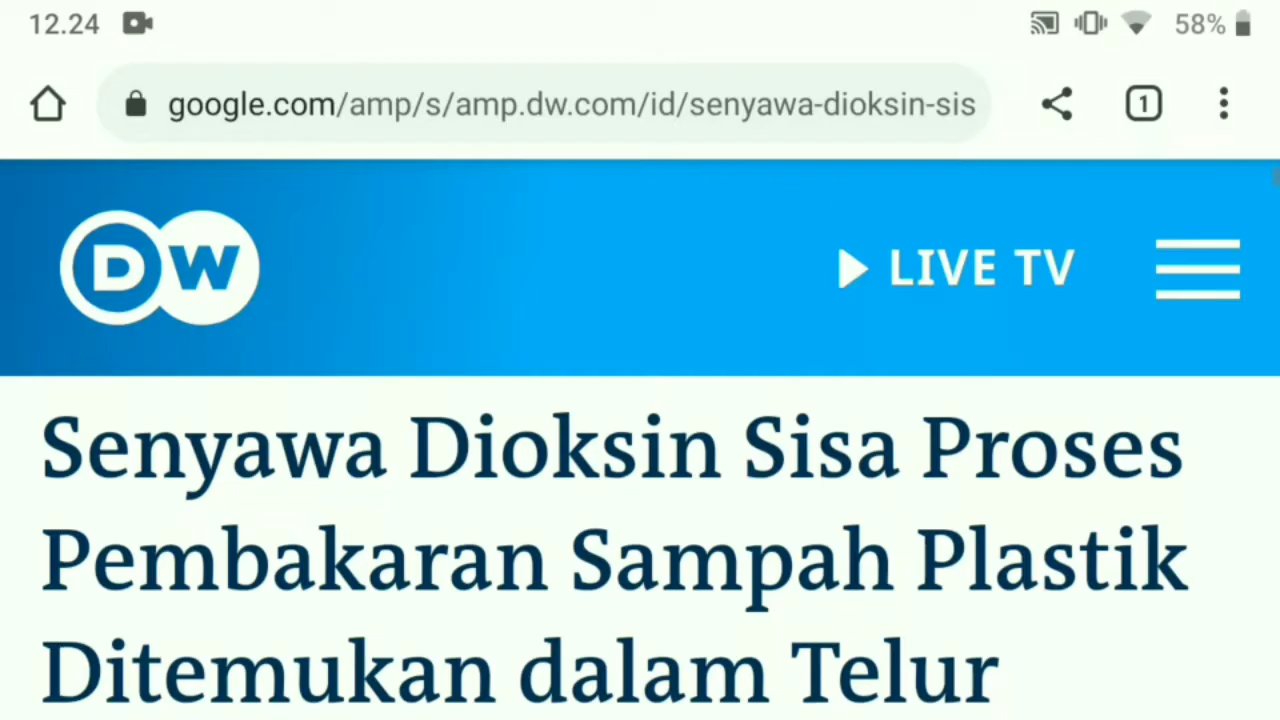 12.24 58%
google.com/amp/s/amp.dw.com/id/senyawa-dioksin-sis 1
DW LIVE TV
Senyawa Dioksin Sisa Proses
Pembakaran Sampah Plastik
Ditemukan dalam Telur